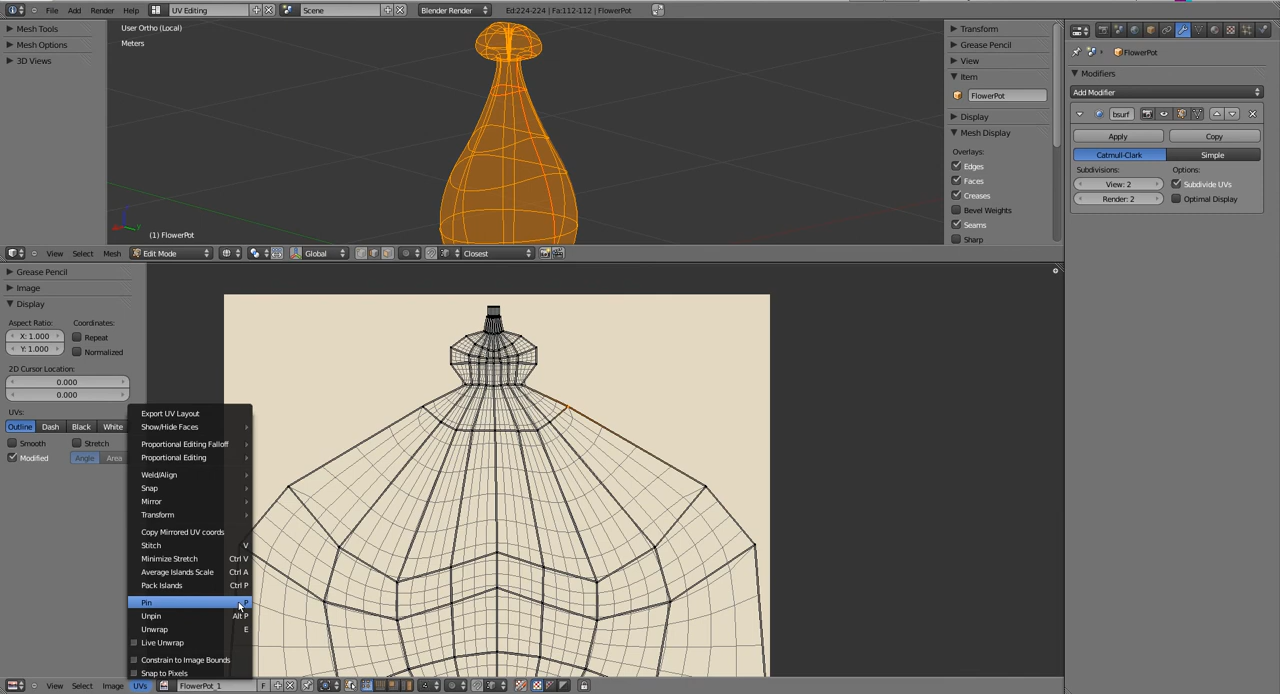 File Add Render Help UV Editing Scene Blender Render Ed:224-224 | Fa:112-112 | FlowerPot
Mesh Tools
Mesh Options
3D Views
User Ortho (Local)
Meters
(1) FlowerPot
Transform
Grease Pencil
View
Item
FlowerPot
Display
Mesh Display
Overlays:
Edges
Faces
Creases
Bevel Weights
Seams
Sharp
FlowerPot
Modifiers
Add Modifier
bsurf
Apply Copy
Catmull-Clark Simple
Subdivisions: Options:
View: 2 Subdivide UVs
Render: 2 Optimal Display
View Select Mesh Edit Mode Global Closest
Grease Pencil
Image
Display
Aspect Ratio: Coordinates:
X: 1.000 Repeat
Y: 1.000 Normalized
2D Cursor Location:
0.000
0.000
UVs:
Outline Dash Black White
Smooth Stretch
Modified Angle Area
Export UV Layout
Show/Hide Faces
Proportional Editing Falloff
Proportional Editing
Weld/Align
Snap
Mirror
Transform
Copy Mirrored UV coords
Stitch V
Minimize Stretch Ctrl V
Average Islands Scale Ctrl A
Pack Islands Ctrl P
Pin P
Unpin Alt P
Unwrap E
Live Unwrap
Constrain to Image Bounds
Snap to Pixels
View Select Image UVs FlowerPot_1 F